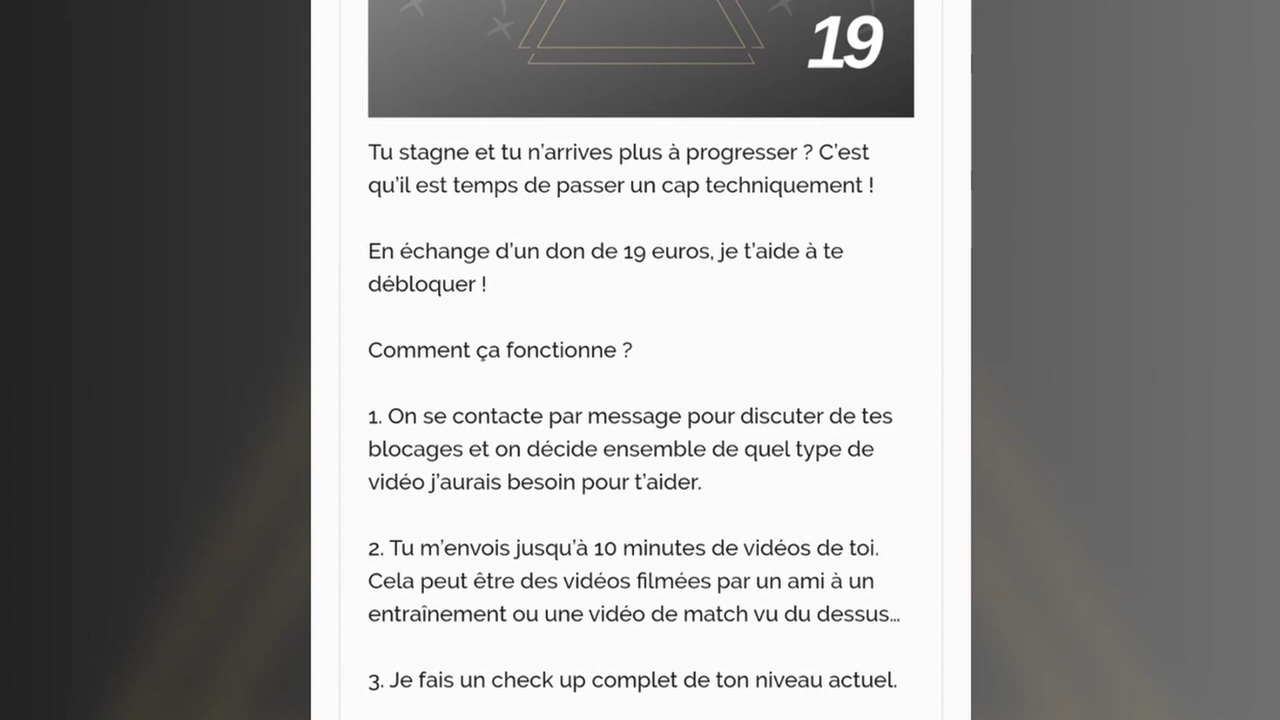 19
Tu stagne et tu n'arrives plus à progresser ? C'est
qu'il est temps de passer un cap techniquement !
En échange d'un don de 19 euros, je t'aide à te
débloquer !
Comment ça fonctionne ?
1. On se contacte par message pour discuter de tes
blocages et on décide ensemble de quel type de
vidéo j'aurais besoin pour t'aider.
2. Tu m'envois jusqu'à 10 minutes de vidéos de toi.
Cela peut être des vidéos filmées par un ami à un
entraînement ou une vidéo de match vu du dessus...
3. Je fais un check up complet de ton niveau actuel.